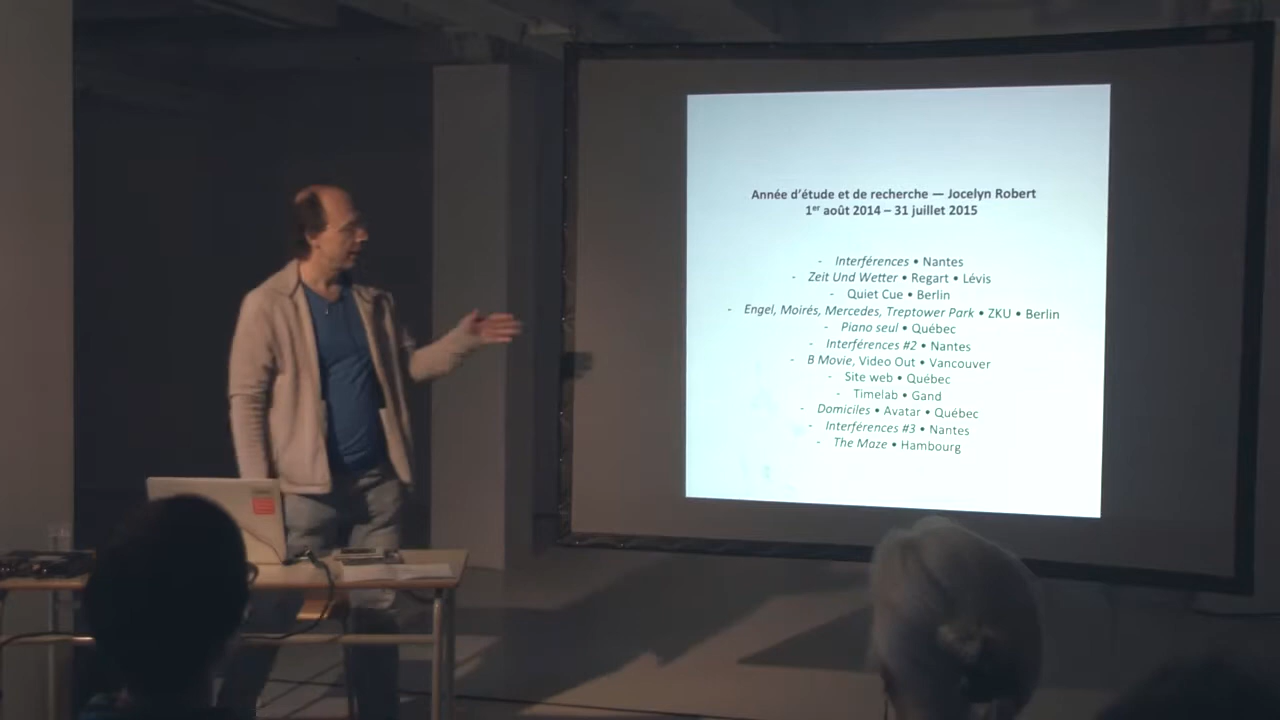 Année d'étude et de recherche — Jocelyn Robert
1er août 2014 – 31 juillet 2015
- Interférences • Nantes
- Zeit Und Wetter • Regart • Lévis
- Quiet Cue • Berlin
- Engel, Moirés, Mercedes, Treptower Park • ZKU • Berlin
- Piano seul • Québec
- Interférences #2 • Nantes
- B Movie, Video Out • Vancouver
- Site web • Québec
- Timelab • Gand
- Domiciles • Avatar • Québec
- Interférences #3 • Nantes
- The Maze • Hambourg